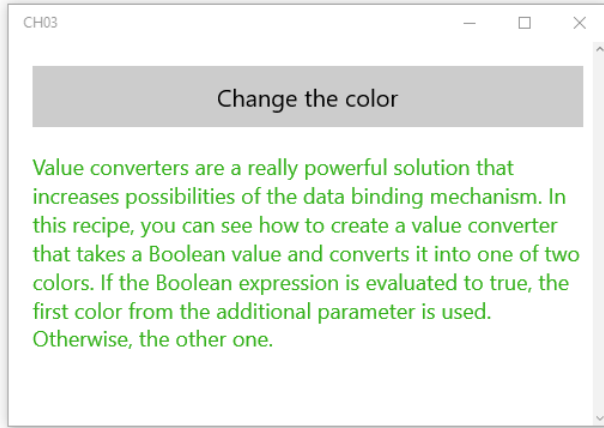 CH03
Change the color
Value converters are a really powerful solution that
increases possibilities of the data binding mechanism. In
this recipe, you can see how to create a value converter
that takes a Boolean value and converts it into one of two
colors. If the Boolean expression is evaluated to true, the
first color from the additional parameter is used.
Otherwise, the other one.